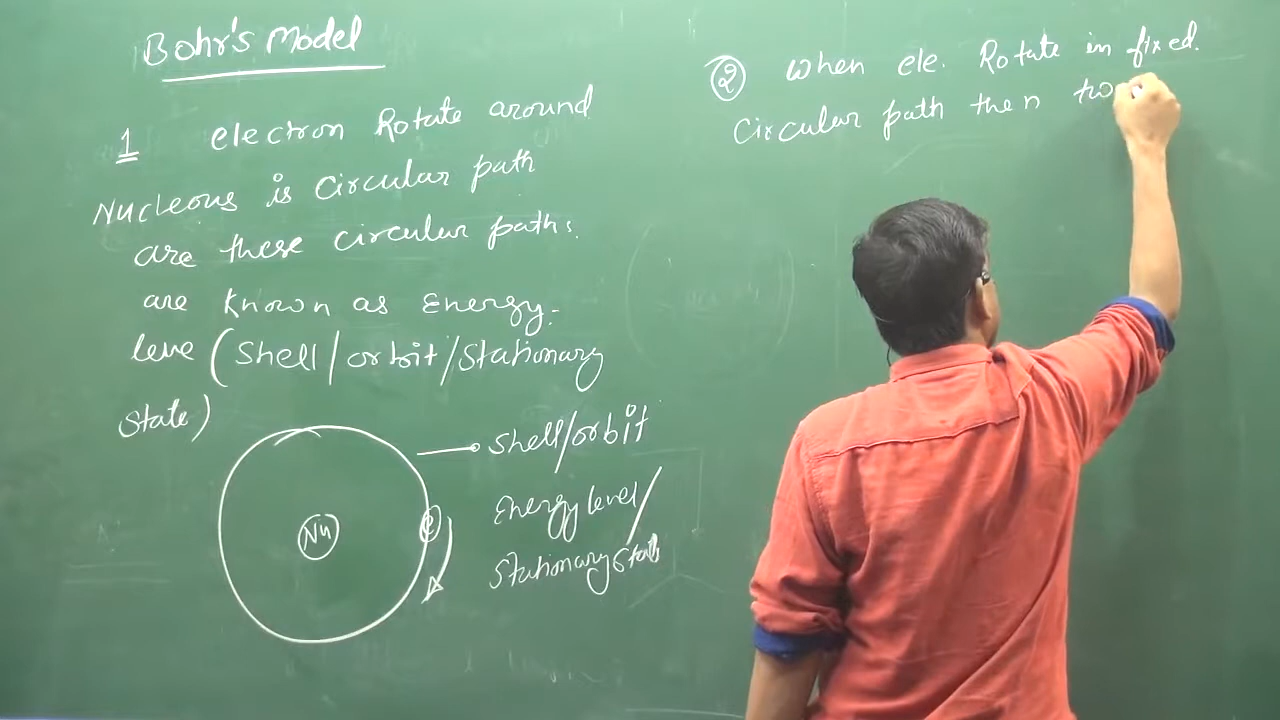 Bohr's Model
1 electron Rotate around
Nucleous is circular path
are these circular paths.
are Known as Energy-
leve (Shell/orbit/Stationary
State)
Nu
e
Shell/orbit
Energy level/
Stationary State
② When ele. Rotate in fixed.
Circular path then